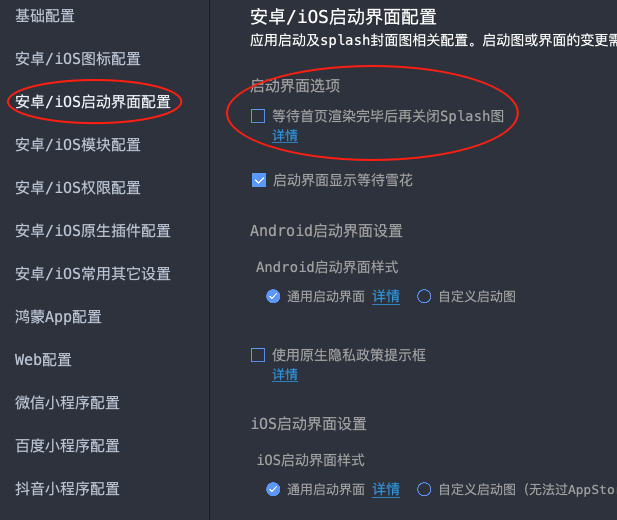 基础配置
安卓/iOS图标配置
安卓/iOS启动界面配置
安卓/iOS模块配置
安卓/iOS权限配置
安卓/iOS原生插件配置
安卓/iOS常用其它设置
鸿蒙App配置
Web配置
微信小程序配置
百度小程序配置
抖音小程序配置
安卓/iOS启动界面配置
应用启动及splash封面图相关配置。启动图或界面的变更需
启动界面选项
等待首页渲染完毕后再关闭Splash图
详情
启动界面显示等待雪花
Android启动界面设置
Android启动界面样式
通用启动界面 详情 自定义启动图
使用原生隐私政策提示框
详情
iOS启动界面设置
iOS启动界面样式
通用启动界面 详情 自定义启动图（无法过AppStor